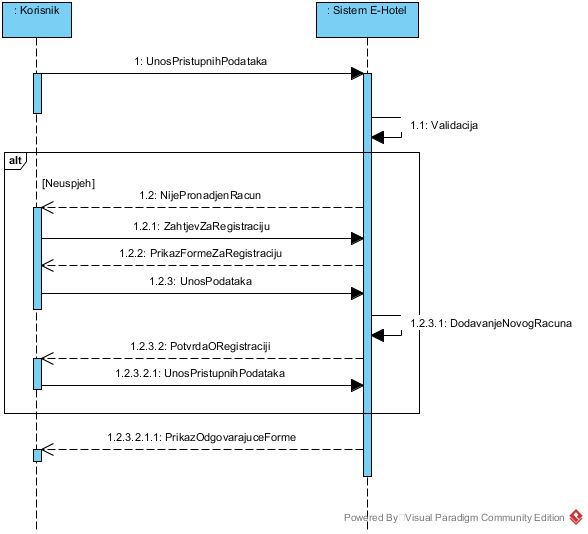 : Korisnik
: Sistem E-Hotel
1: UnosPristupnihPodataka
1.1: Validacija
alt
[Neuspjeh]
1.2: NijePronadjenRacun
1.2.1: ZahtjevZaRegistraciju
1.2.2: PrikazFormeZaRegistraciju
1.2.3: UnosPodataka
1.2.3.1: DodavanjeNovogRacuna
1.2.3.2: PotvrdaORegistraciji
1.2.3.2.1: UnosPristupnihPodataka
1.2.3.2.1.1: PrikazOdgovarajuceForme
Powered By Visual Paradigm Community Edition